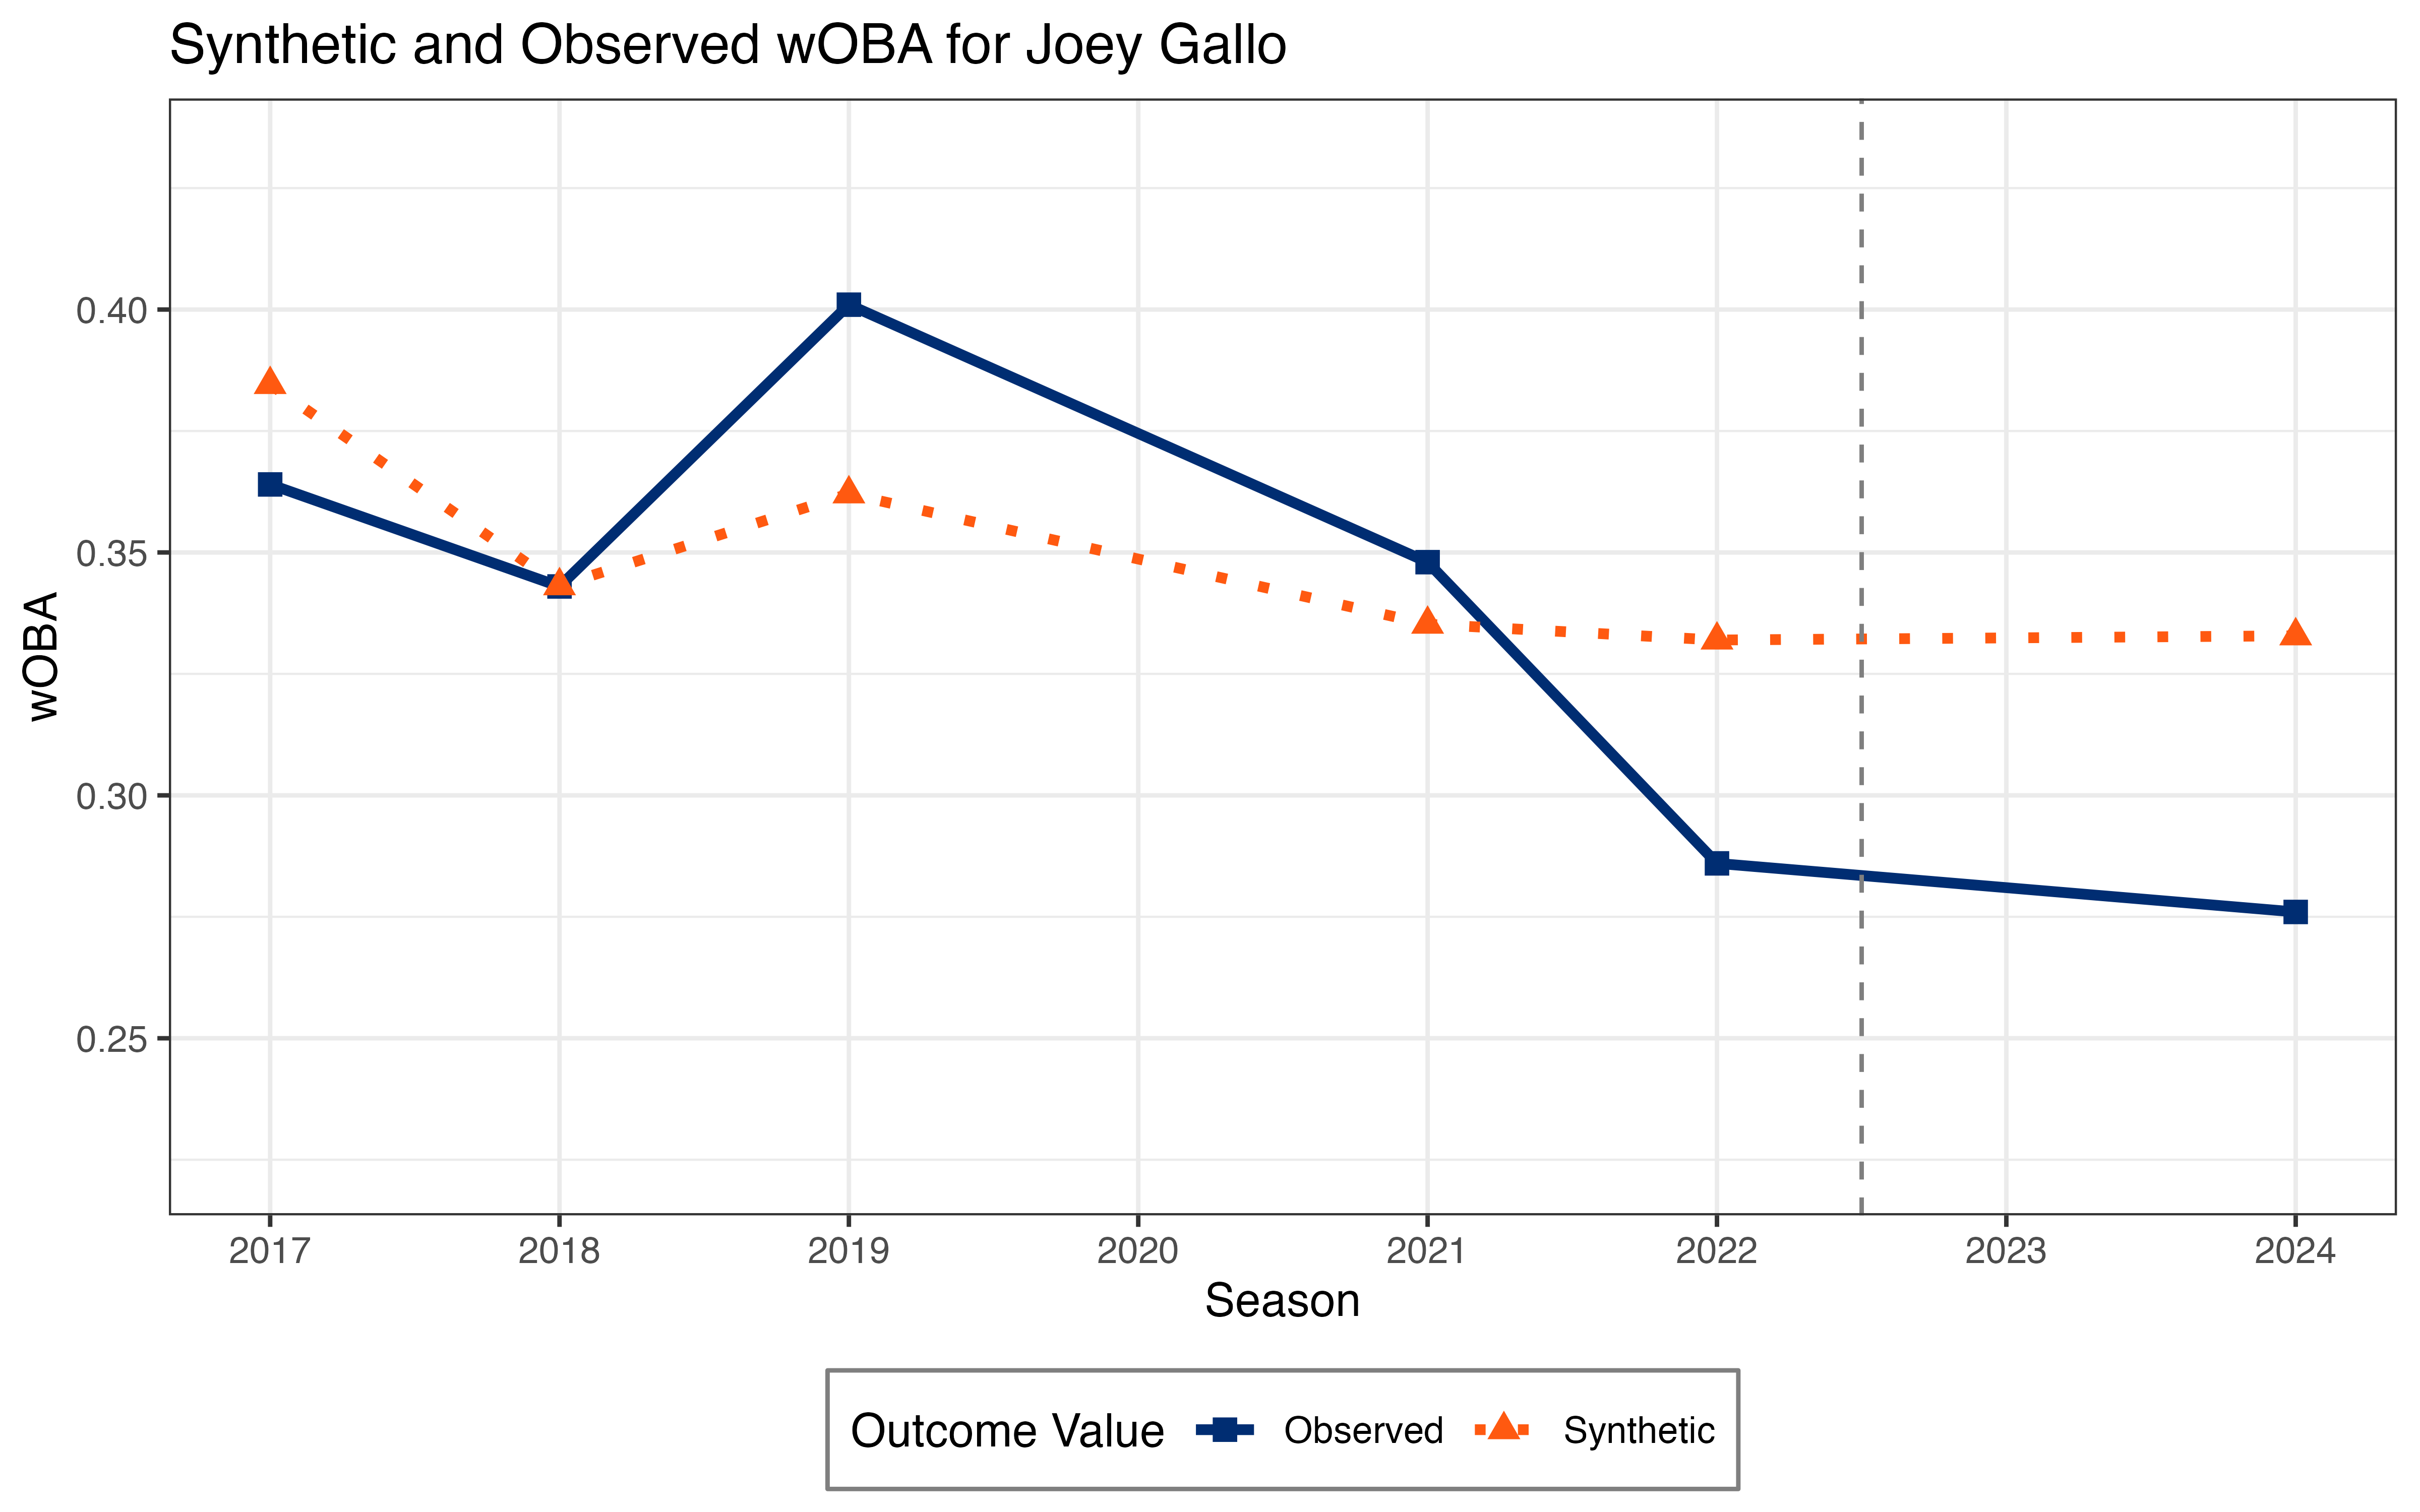 Synthetic and Observed wOBA for Joey Gallo
wOBA
0.40
0.35
0.30
0.25
2017 2018 2019 2020 2021 2022 2023 2024
Season
Outcome Value Observed Synthetic